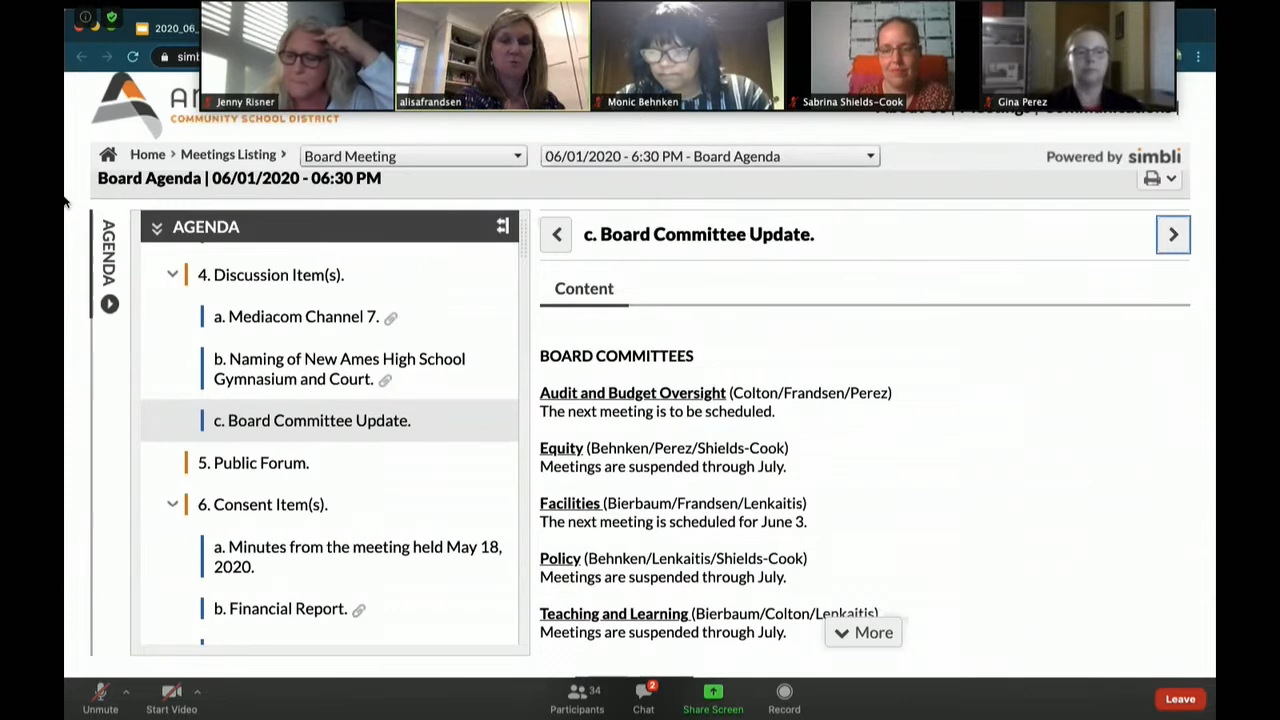 2020_06_
simb
Jenny Risner
alisafrandsen
Monic Behnken
Sabrina Shields-Cook
Gina Perez
COMMUNITY SCHOOL DISTRICT
Home > Meetings Listing >
Board Meeting
06/01/2020 - 6:30 PM - Board Agenda
Powered by simbli
Board Agenda | 06/01/2020 - 06:30 PM
AGENDA
AGENDA
4. Discussion Item(s).
a. Mediacom Channel 7.
b. Naming of New Ames High School
Gymnasium and Court.
c. Board Committee Update.
5. Public Forum.
6. Consent Item(s).
a. Minutes from the meeting held May 18,
2020.
b. Financial Report.
c. Board Committee Update.
Content
BOARD COMMITTEES
Audit and Budget Oversight (Colton/Frandsen/Perez)
The next meeting is to be scheduled.
Equity (Behnken/Perez/Shields-Cook)
Meetings are suspended through July.
Facilities (Bierbaum/Frandsen/Lenkaitis)
The next meeting is scheduled for June 3.
Policy (Behnken/Lenkaitis/Shields-Cook)
Meetings are suspended through July.
Teaching and Learning (Bierbaum/Colton/Lenkaitis)
Meetings are suspended through July.
More
Unmute
Start Video
34
Participants
2
Chat
Share Screen
Record
Leave